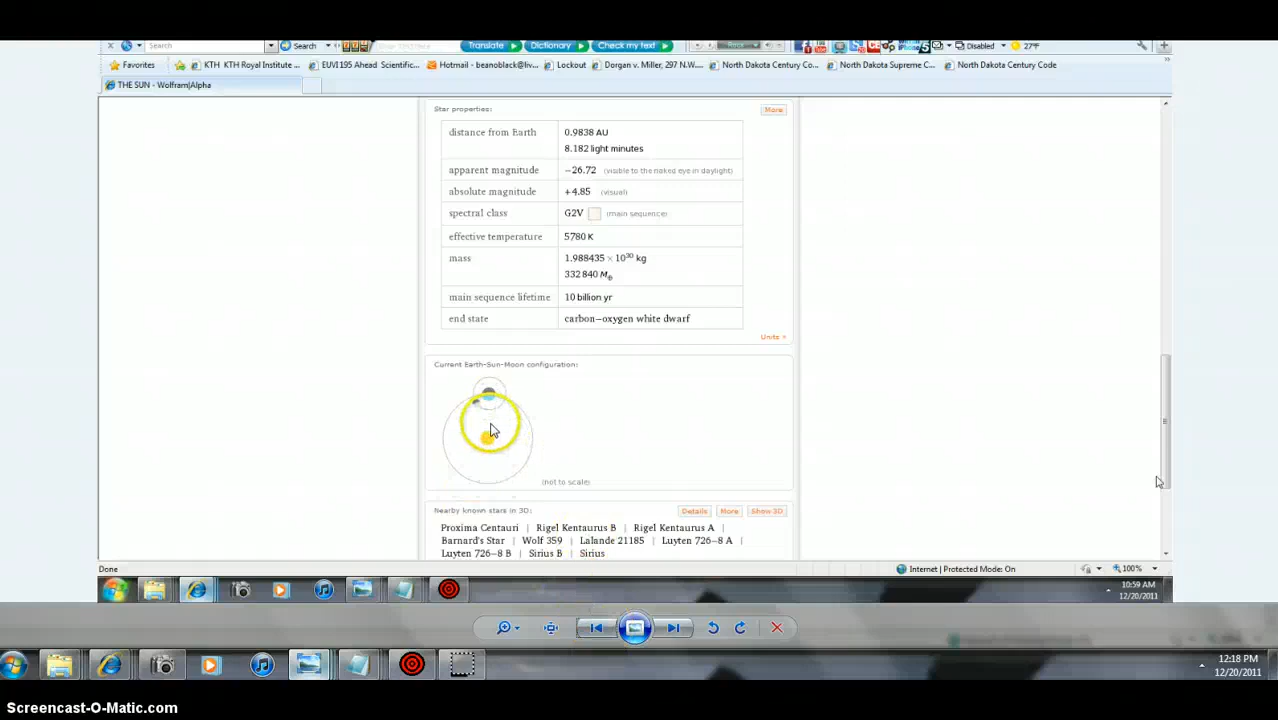 Search
Search
Translate
Dictionary
Check my text
Disabled
27°F
Favorites
KTH KTH Royal Institute ...
EUVI 195 Ahead Scientific...
Hotmail - beanoblack@liv...
Lockout
Dorgan v. Miller, 297 N.W....
North Dakota Century Co...
North Dakota Supreme C...
North Dakota Century Code
THE SUN - Wolfram|Alpha
Star properties:
More
distance from Earth
0.9838 AU
8.182 light minutes
apparent magnitude
−26.72 (visible to the naked eye in daylight)
absolute magnitude
+4.85 (visual)
spectral class
G2V (main sequence)
effective temperature
5780 K
mass
1.988435 × 10³⁰ kg
332 840 M⊕
main sequence lifetime
10 billion yr
end state
carbon–oxygen white dwarf
Units »
Current Earth-Sun-Moon configuration:
(not to scale)
Nearby known stars in 3D:
Details
More
Show 3D
Proxima Centauri | Rigel Kentaurus B | Rigel Kentaurus A |
Barnard's Star | Wolf 359 | Lalande 21185 | Luyten 726–8 A |
Luyten 726–8 B | Sirius B | Sirius
Done
Internet | Protected Mode: On
100%
10:59 AM
12/20/2011
12:18 PM
12/20/2011
Screencast-O-Matic.com